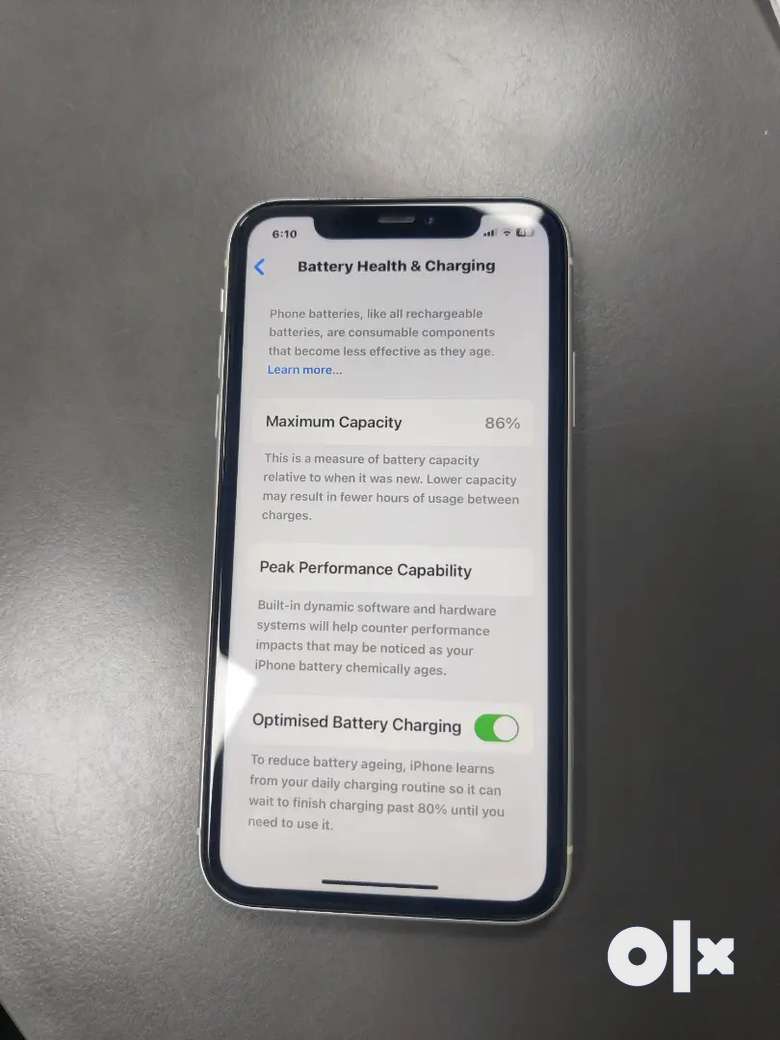 6:10
Battery Health & Charging
Phone batteries, like all rechargeable
batteries, are consumable components
that become less effective as they age.
Learn more...
Maximum Capacity 86%
This is a measure of battery capacity
relative to when it was new. Lower capacity
may result in fewer hours of usage between
charges.
Peak Performance Capability
Built-in dynamic software and hardware
systems will help counter performance
impacts that may be noticed as your
iPhone battery chemically ages.
Optimised Battery Charging
To reduce battery ageing, iPhone learns
from your daily charging routine so it can
wait to finish charging past 80% until you
need to use it.
olx